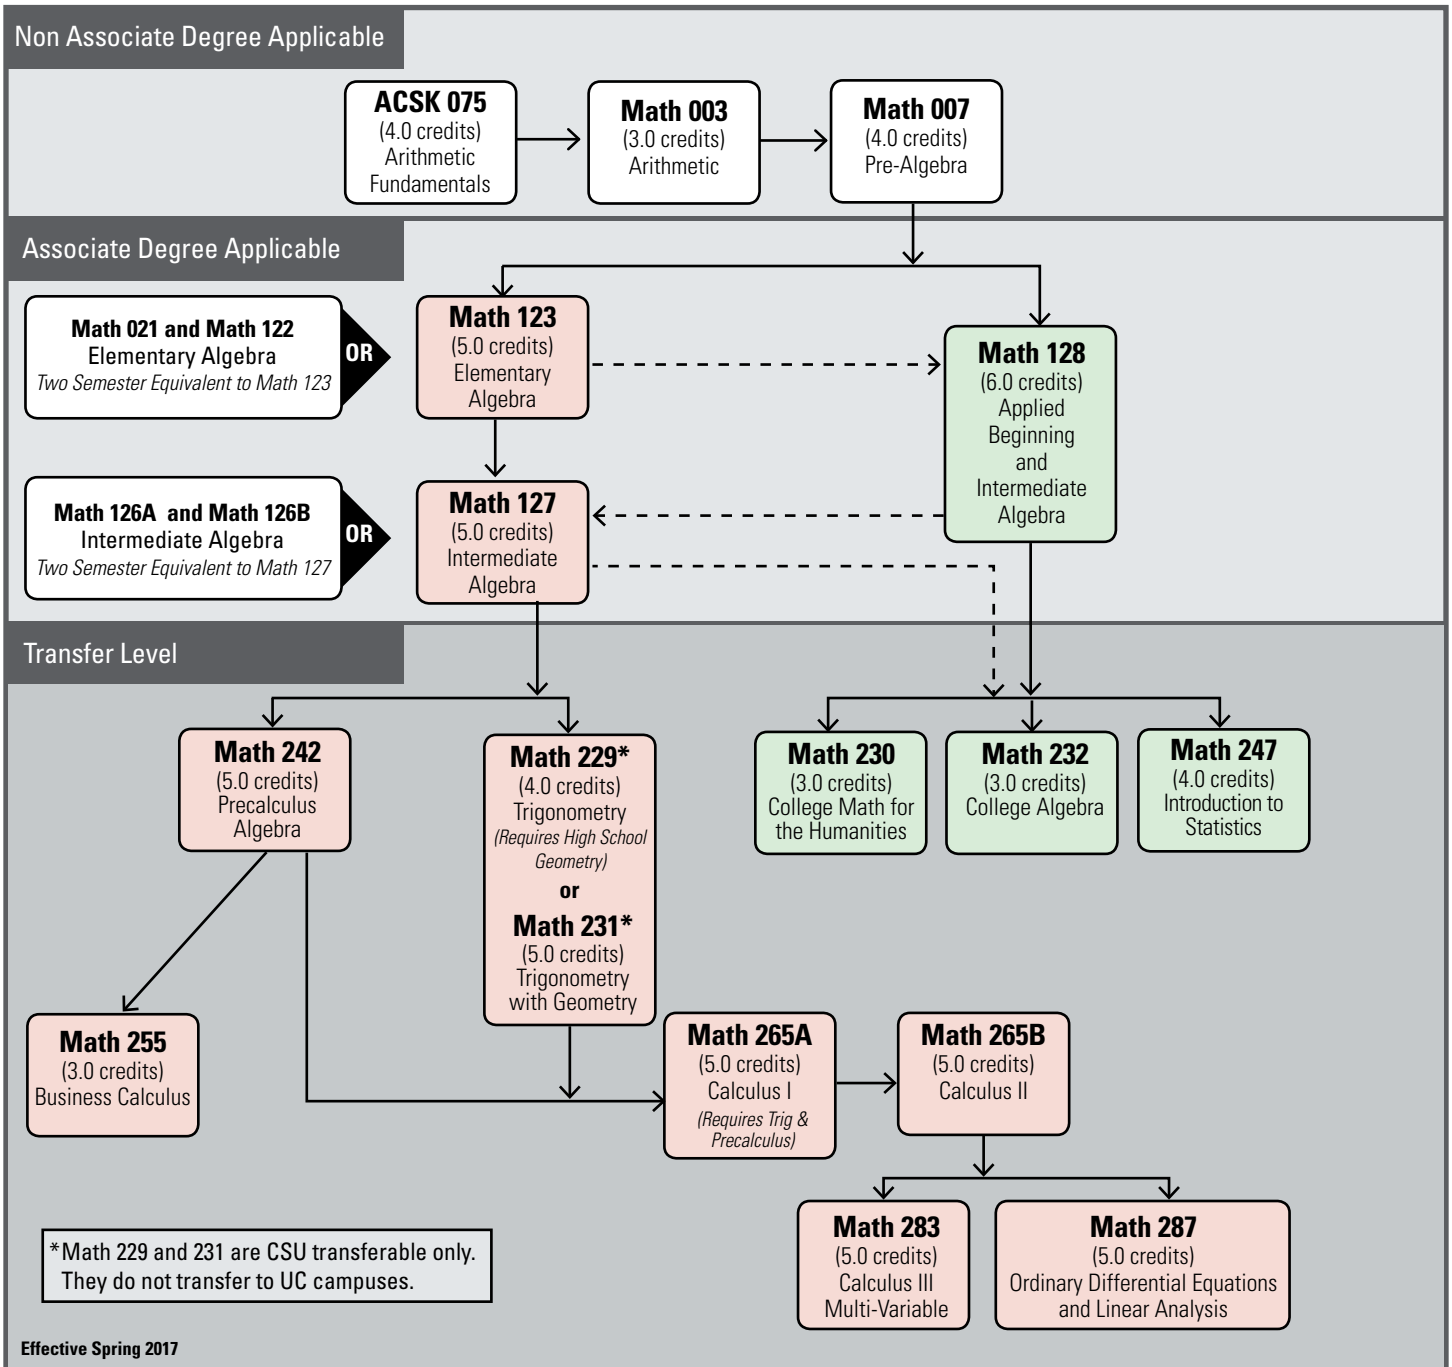 Non Associate Degree Applicable
ACSK 075
(4.0 credits)
Arithmetic
Fundamentals
Math 003
(3.0 credits)
Arithmetic
Math 007
(4.0 credits)
Pre-Algebra
Associate Degree Applicable
Math 021 and Math 122
Elementary Algebra
Two Semester Equivalent to Math 123
OR
Math 123
(5.0 credits)
Elementary
Algebra
Math 128
(6.0 credits)
Applied
Beginning
and
Intermediate
Algebra
Math 126A and Math 126B
Intermediate Algebra
Two Semester Equivalent to Math 127
OR
Math 127
(5.0 credits)
Intermediate
Algebra
Transfer Level
Math 242
(5.0 credits)
Precalculus
Algebra
Math 229*
(4.0 credits)
Trigonometry
(Requires High School
Geometry)
or
Math 231*
(5.0 credits)
Trigonometry
with Geometry
Math 230
(3.0 credits)
College Math for
the Humanities
Math 232
(3.0 credits)
College Algebra
Math 247
(4.0 credits)
Introduction to
Statistics
Math 255
(3.0 credits)
Business Calculus
Math 265A
(5.0 credits)
Calculus I
(Requires Trig &
Precalculus)
Math 265B
(5.0 credits)
Calculus II
Math 283
(5.0 credits)
Calculus III
Multi-Variable
Math 287
(5.0 credits)
Ordinary Differential Equations
and Linear Analysis
*Math 229 and 231 are CSU transferable only.
They do not transfer to UC campuses.
Effective Spring 2017